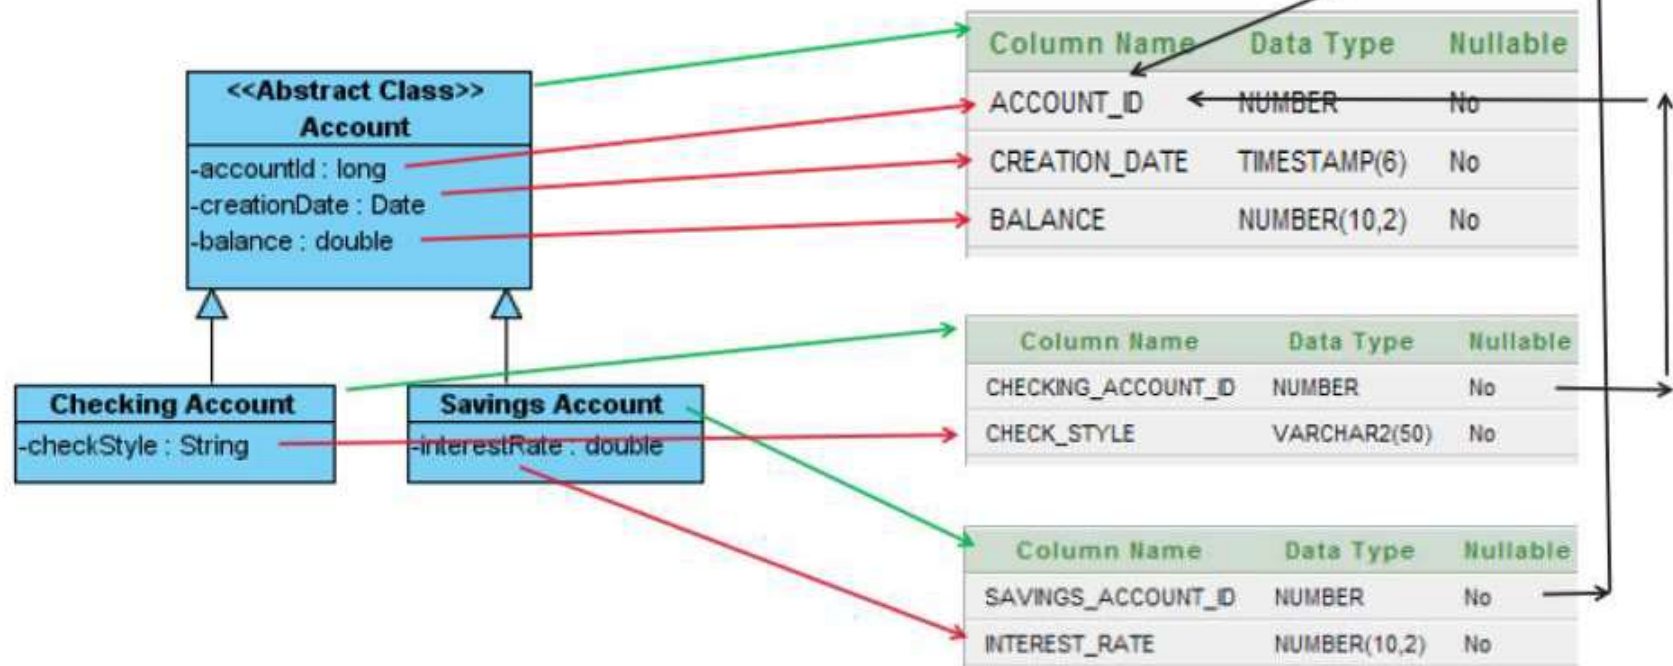 <<Abstract Class>>
Account
-accountId : long
-creationDate : Date
-balance : double
Checking Account
-checkStyle : String
Savings Account
-interestRate : double
Column Name Data Type Nullable
ACCOUNT_ID NUMBER No
CREATION_DATE TIMESTAMP(6) No
BALANCE NUMBER(10,2) No
Column Name Data Type Nullable
CHECKING_ACCOUNT_ID NUMBER No
CHECK_STYLE VARCHAR2(50) No
Column Name Data Type Nullable
SAVINGS_ACCOUNT_ID NUMBER No
INTEREST_RATE NUMBER(10,2) No